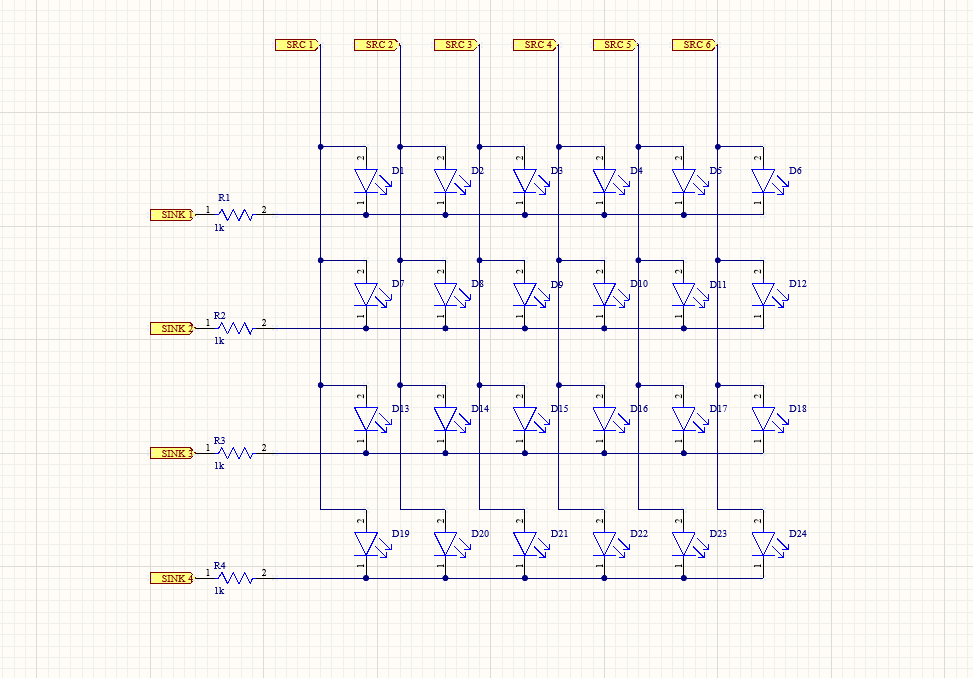 SRC 1 SRC 2 SRC 3 SRC 4 SRC 5 SRC 6
2 2 2 2 2 2
D1 D2 D3 D4 D5 D6
R1
1 1 1 1 1 1
SINK 1 1 2
1k
2 2 2 2 2 2
D7 D8 D9 D10 D11 D12
R2
1 1 1 1 1 1
SINK 2 1 2
1k
2 2 2 2 2 2
D13 D14 D15 D16 D17 D18
R3
1 1 1 1 1 1
SINK 3 1 2
1k
2 2 2 2 2 2
D19 D20 D21 D22 D23 D24
R4
1 1 1 1 1 1
SINK 4 1 2
1k